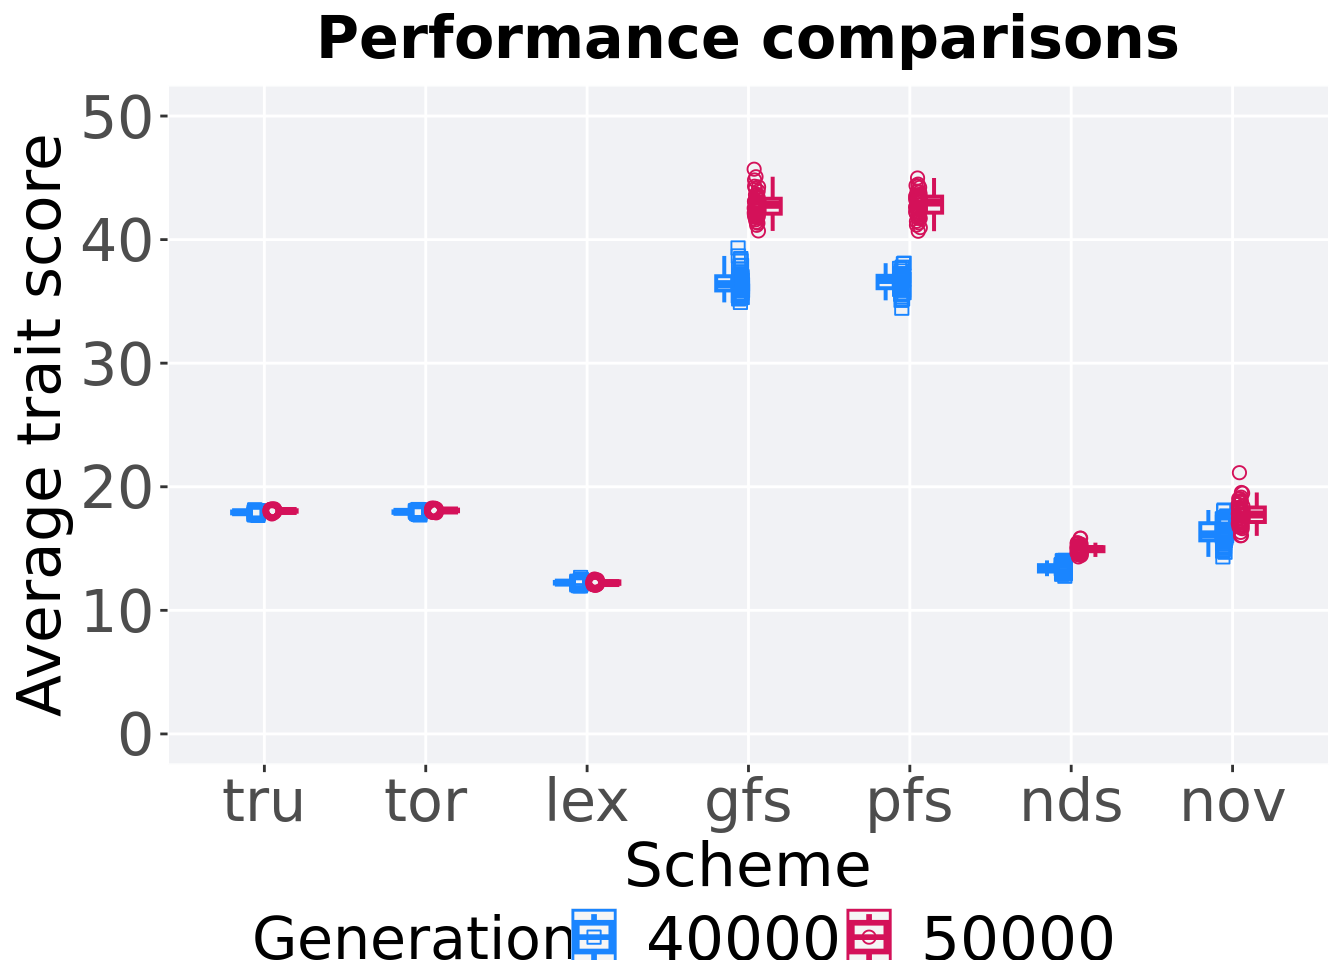 Performance comparisons
Average trait score
50
40
30
20
10
0
tru tor lex gfs pfs nds nov
Scheme
Generation 40000 50000